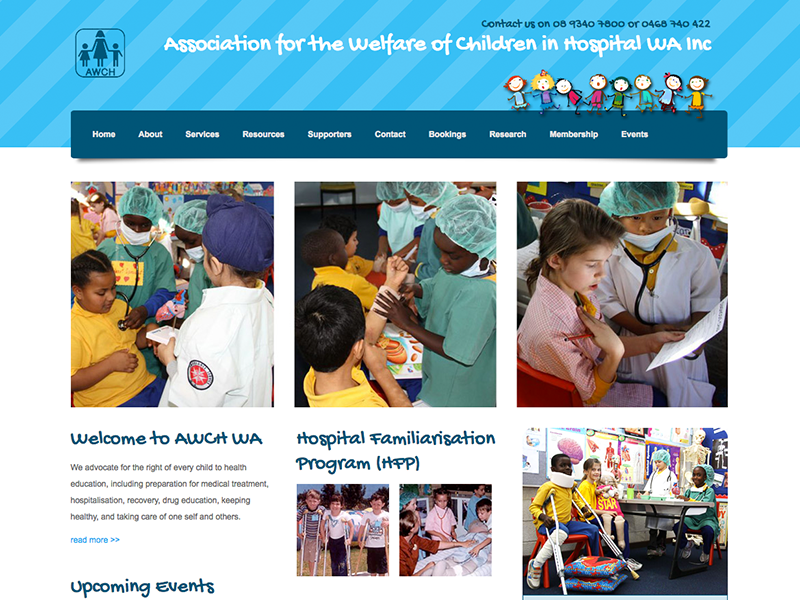 Contact us on 08 9340 7800 or 0468 740 422
Association for the Welfare of Children in Hospital WA Inc
AWCH
Home About Services Resources Supporters Contact Bookings Research Membership Events
Welcome to AWCH WA
We advocate for the right of every child to health
education, including preparation for medical treatment,
hospitalisation, recovery, drug education, keeping
healthy, and taking care of one self and others.
read more >>
Upcoming Events
Hospital Familiarisation
Program (HFP)
STAR